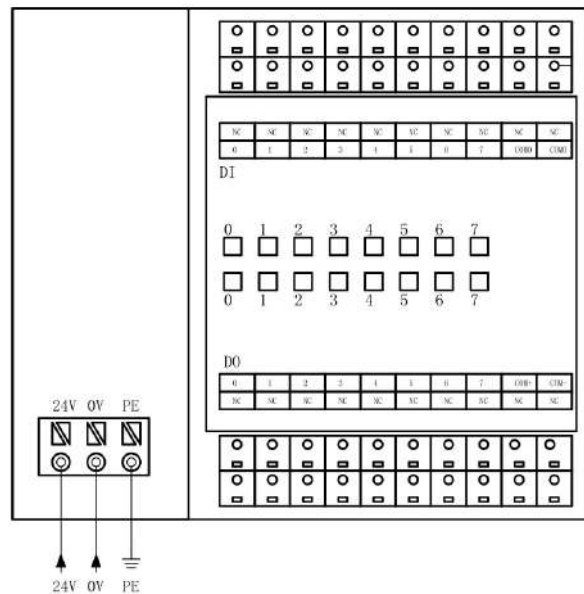 NC NC NC NC NC NC NC NC NC NC
0 1 2 3 4 5 6 7 COM0 COM0
DI
0 1 2 3 4 5 6 7
0 1 2 3 4 5 6 7
DO
0 1 2 3 4 5 6 7 COM+ COM-
NC NC NC NC NC NC NC NC NC NC
24V 0V PE
24V 0V PE